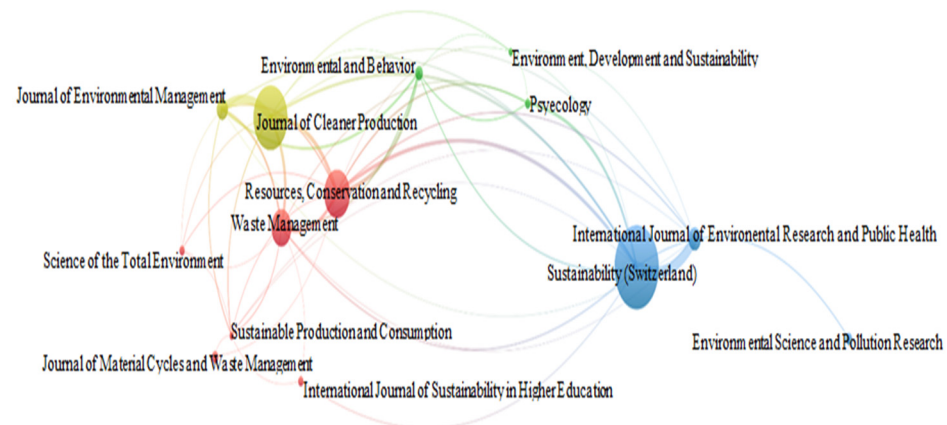 Environment, Development and Sustainability
Environmental and Behavior
Journal of Environmental Management
Psyecology
Journal of Cleaner Production
Resources, Conservation and Recycling
Waste Management
International Journal of Environental Research and Public Health
Science of the Total Environment
Sustainability (Switzerland)
Sustainable Production and Consumption
Environmental Science and Pollution Research
Journal of Material Cycles and Waste Management
International Journal of Sustainability in Higher Education